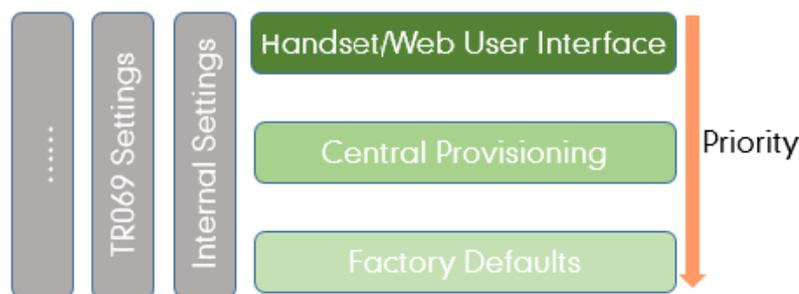 ......
TR069 Settings
Internal Settings
Handset/Web User Interface
Central Provisioning
Factory Defaults
Priority